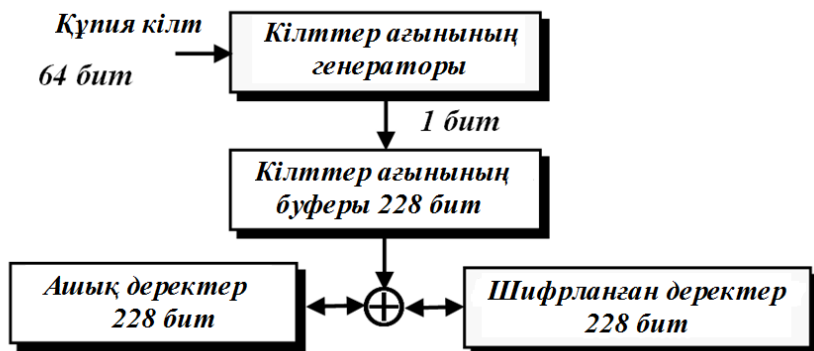 Құпия кілт
64 бит
Кілттер ағынының
генераторы
1 бит
Кілттер ағынының
буферы 228 бит
Ашық деректер
228 бит
Шифрланған деректер
228 бит